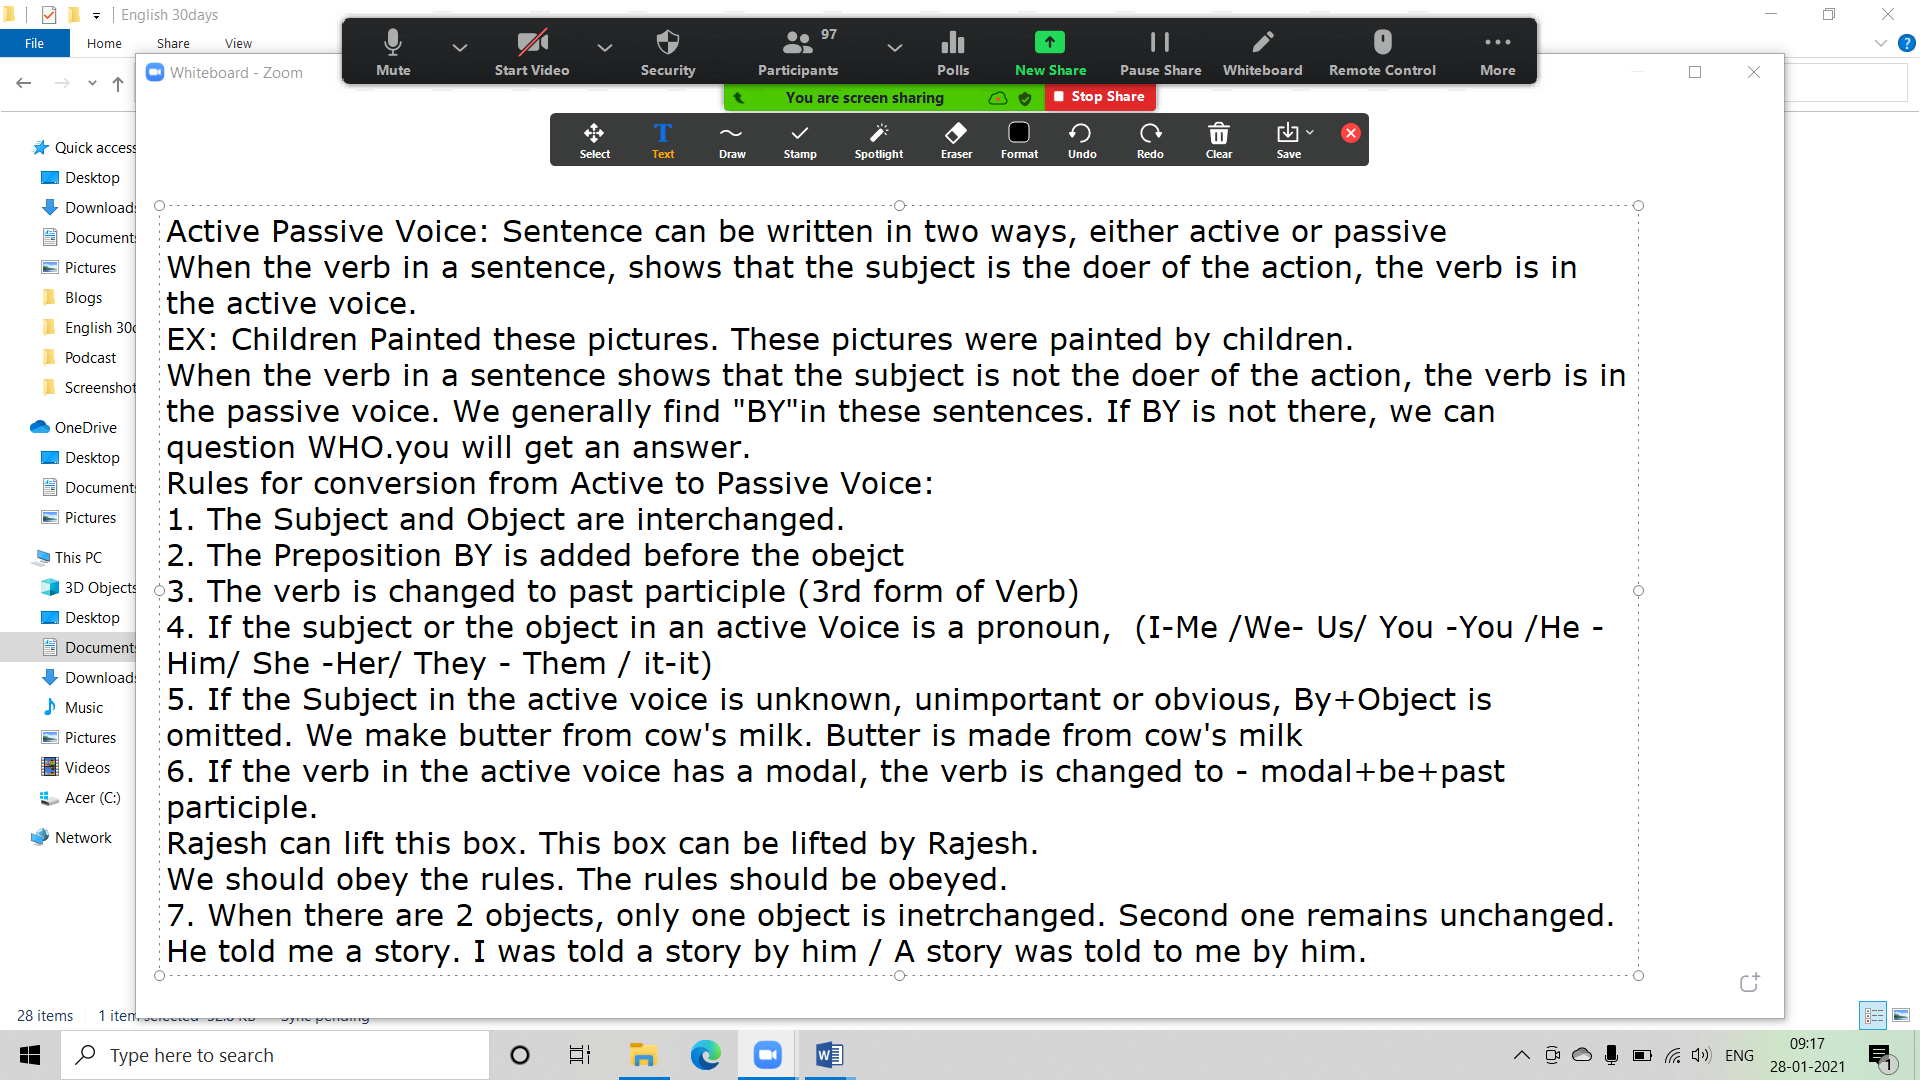 English 30days
File Home Share View
Whiteboard - Zoom
Mute Start Video Security Participants 97 Polls New Share Pause Share Whiteboard Remote Control More
You are screen sharing Stop Share
Select Text Draw Stamp Spotlight Eraser Format Undo Redo Clear Save
Quick access
Desktop
Downloads
Documents
Pictures
Blogs
English 30d
Podcast
Screenshot
OneDrive
Desktop
Documents
Pictures
This PC
3D Objects
Desktop
Documents
Downloads
Music
Pictures
Videos
Acer (C:)
Network
Active Passive Voice: Sentence can be written in two ways, either active or passive
When the verb in a sentence, shows that the subject is the doer of the action, the verb is in
the active voice.
EX: Children Painted these pictures. These pictures were painted by children.
When the verb in a sentence shows that the subject is not the doer of the action, the verb is in
the passive voice. We generally find "BY"in these sentences. If BY is not there, we can
question WHO.you will get an answer.
Rules for conversion from Active to Passive Voice:
1. The Subject and Object are interchanged.
2. The Preposition BY is added before the obejct
3. The verb is changed to past participle (3rd form of Verb)
4. If the subject or the object in an active Voice is a pronoun,  (I-Me /We- Us/ You -You /He -
Him/ She -Her/ They - Them / it-it)
5. If the Subject in the active voice is unknown, unimportant or obvious, By+Object is
omitted. We make butter from cow's milk. Butter is made from cow's milk
6. If the verb in the active voice has a modal, the verb is changed to - modal+be+past
participle.
Rajesh can lift this box. This box can be lifted by Rajesh.
We should obey the rules. The rules should be obeyed.
7. When there are 2 objects, only one object is inetrchanged. Second one remains unchanged.
He told me a story. I was told a story by him / A story was told to me by him.
28 items 1 item selected 52.8 KB Sync pending
Type here to search
ENG
09:17
28-01-2021
1